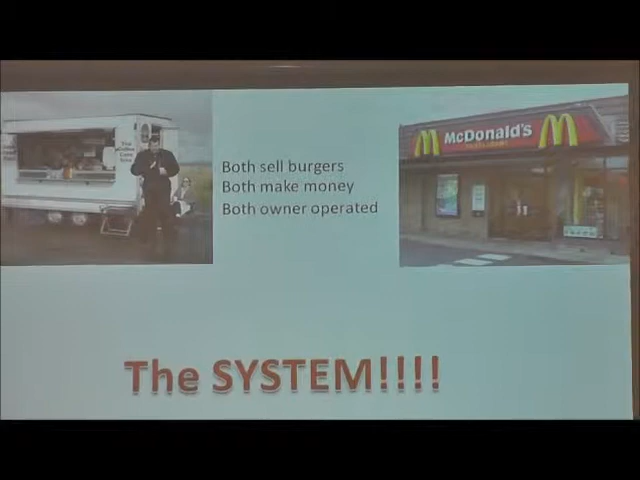 Both sell burgers
Both make money
Both owner operated
McDonald's
The SYSTEM!!!!